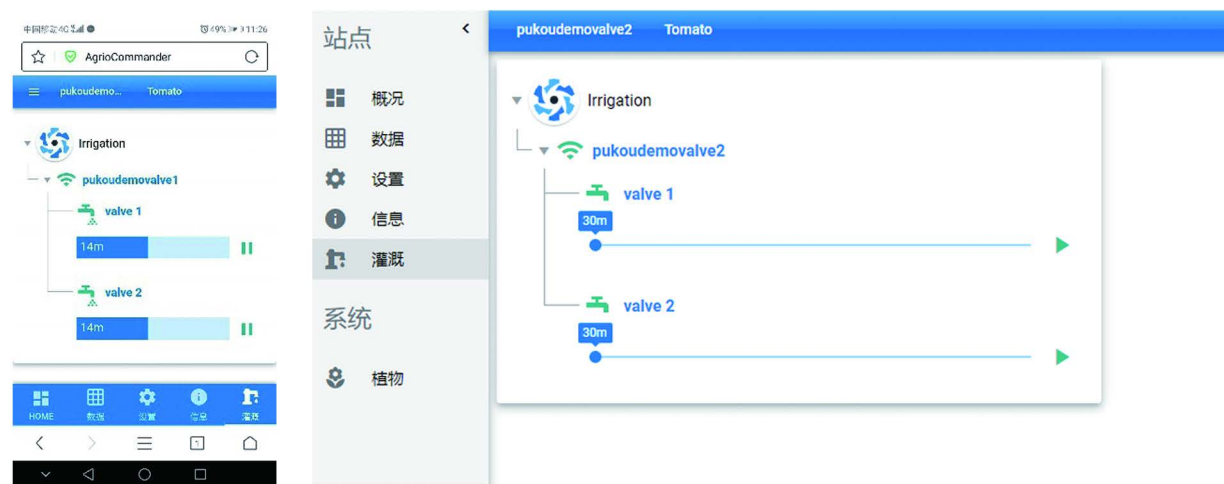 中国移动4G 49% 11:26
AgrioCommander
pukoudemo... Tomato
Irrigation
pukoudemovalve1
valve 1
14m
valve 2
14m
HOME 数据 设置 信息 灌溉
1
站点
概况
数据
设置
信息
灌溉
系统
植物
pukoudemovalve2 Tomato
Irrigation
pukoudemovalve2
valve 1
30m
valve 2
30m